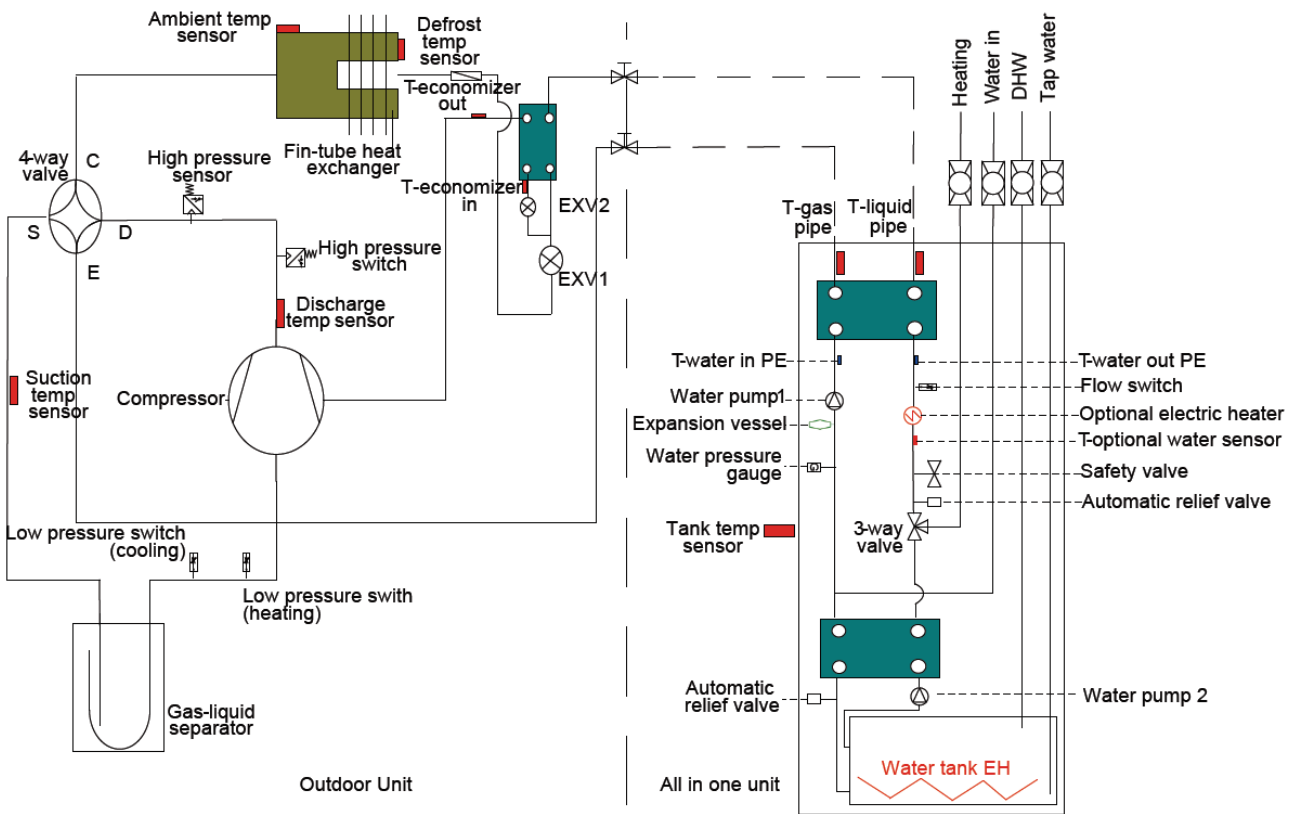 Ambient temp
sensor
Defrost
temp
sensor
T-economizer
out
Heating
Water in
DHW
Tap water
4-way
valve
C
High pressure
sensor
Fin-tube heat
exchanger
T-economizer
in
EXV2
S
D
E
T-gas
pipe
T-liquid
pipe
High pressure
switch
EXV1
Discharge
temp sensor
T-water in PE
T-water out PE
Suction
temp
sensor
Compressor
Water pump1
Flow switch
Expansion vessel
Optional electric heater
T-optional water sensor
Water pressure
gauge
Safety valve
Automatic relief valve
Low pressure switch
(cooling)
Tank temp
sensor
3-way
valve
Low pressure swith
(heating)
Automatic
relief valve
Water pump 2
Gas-liquid
separator
Water tank EH
Outdoor Unit
All in one unit